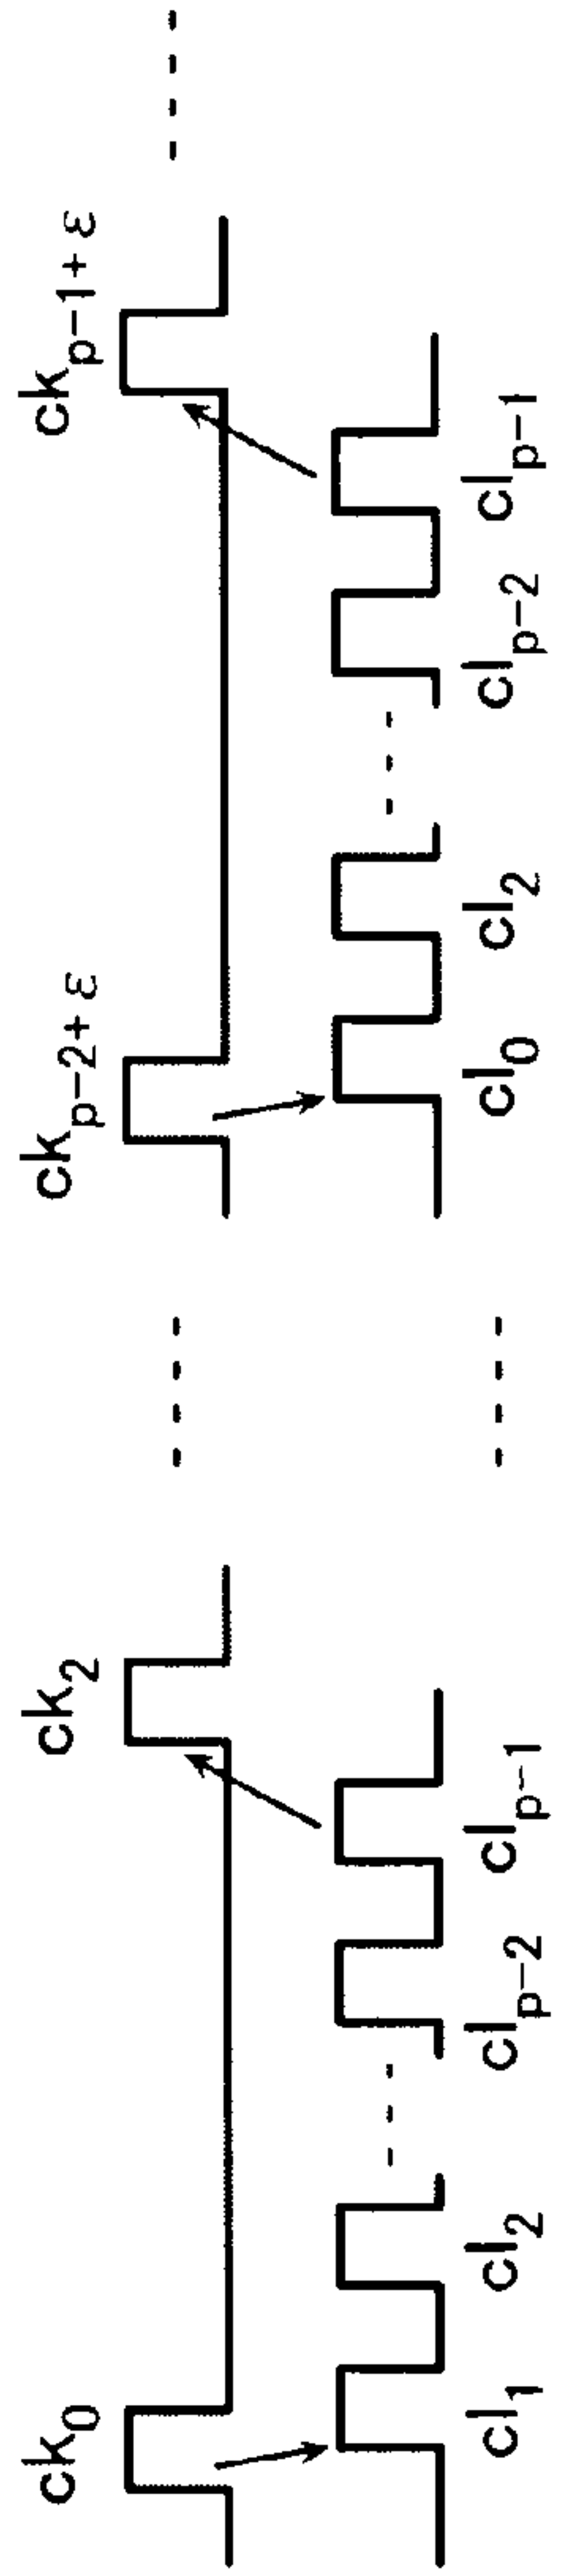 ck₀ ck₂ - - - - ckₚ₋₂₊ε ckₚ₋₁₊ε - - - -
cl₁ cl₂ - - - clₚ₋₂ clₚ₋₁ - - - - cl₀ cl₂ - - - clₚ₋₂ clₚ₋₁